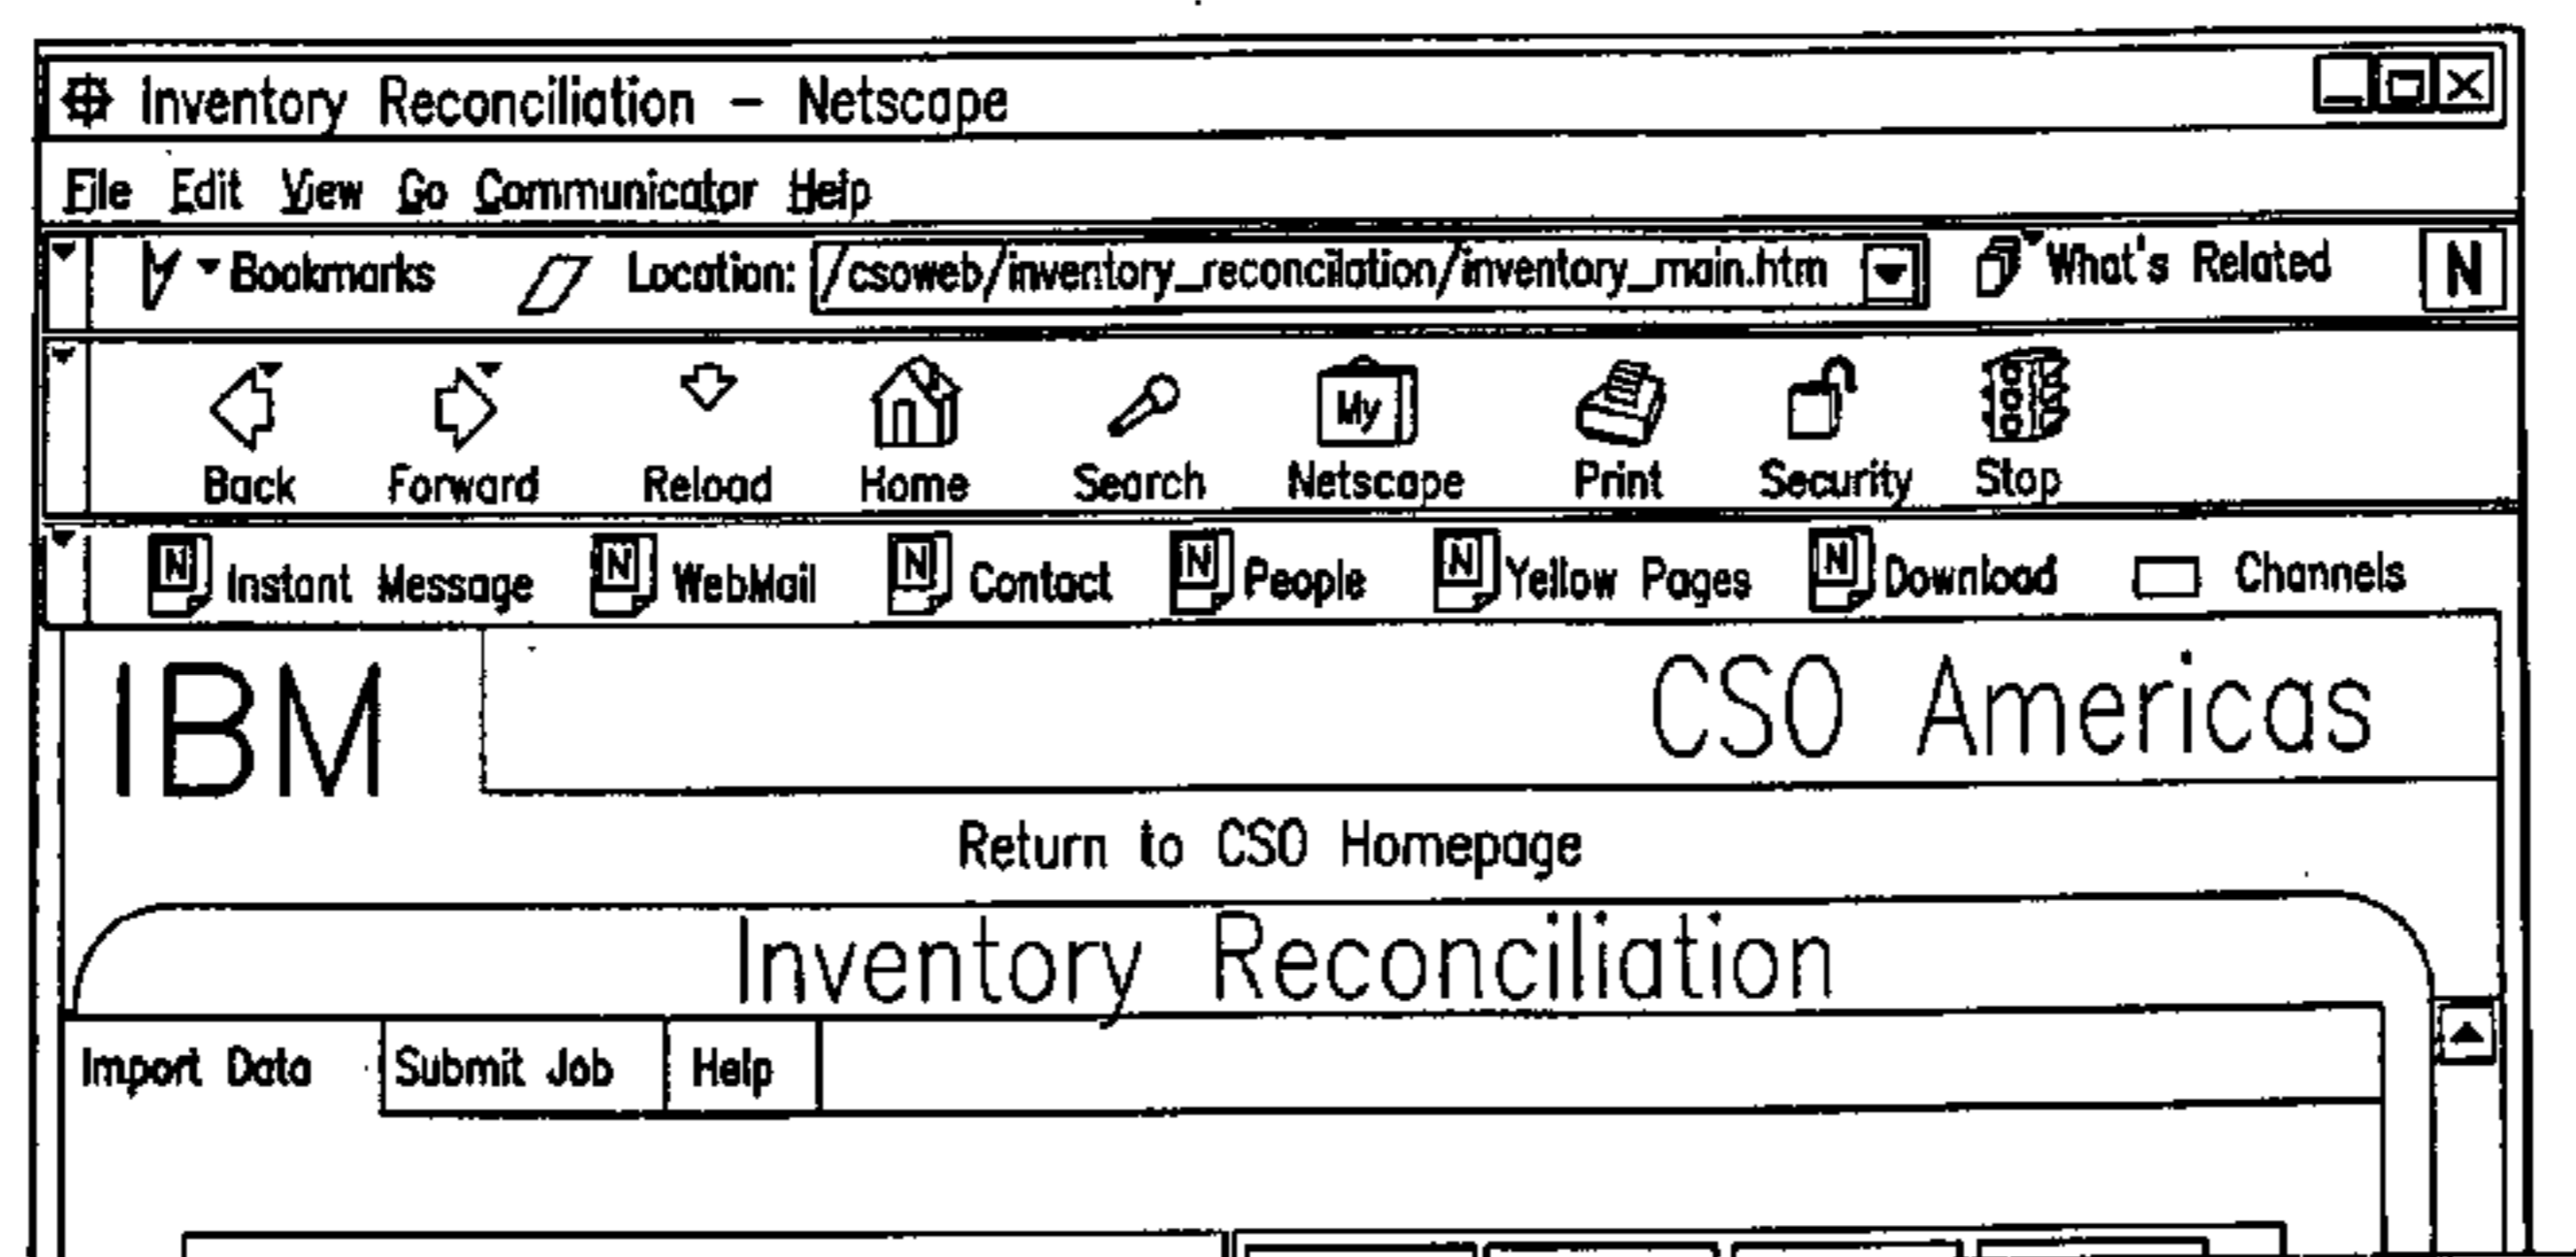 Inventory Reconciliation - Netscape
File Edit View Go Communicator Help
Bookmarks Location: /csoweb/inventory_reconcilation/inventory_main.htm What's Related N
My
Back Forward Reload Home Search Netscape Print Security Stop
N Instant Message N WebMail N Contact N People N Yellow Pages N Download Channels
IBM CSO Americas
Return to CSO Homepage
Inventory Reconciliation
Import Data Submit Job Help